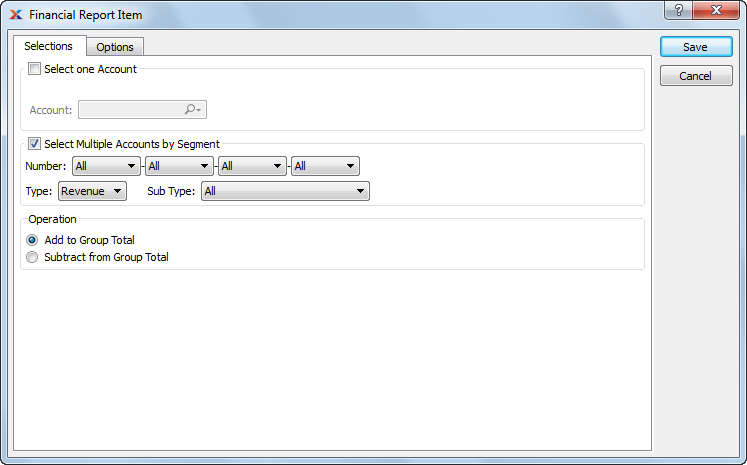 Financial Report Item
?
X
Selections
Options
Save
Cancel
Select one Account
Account:
Select Multiple Accounts by Segment
Number: All - All - All - All
Type: Revenue Sub Type: All
Operation
Add to Group Total
Subtract from Group Total